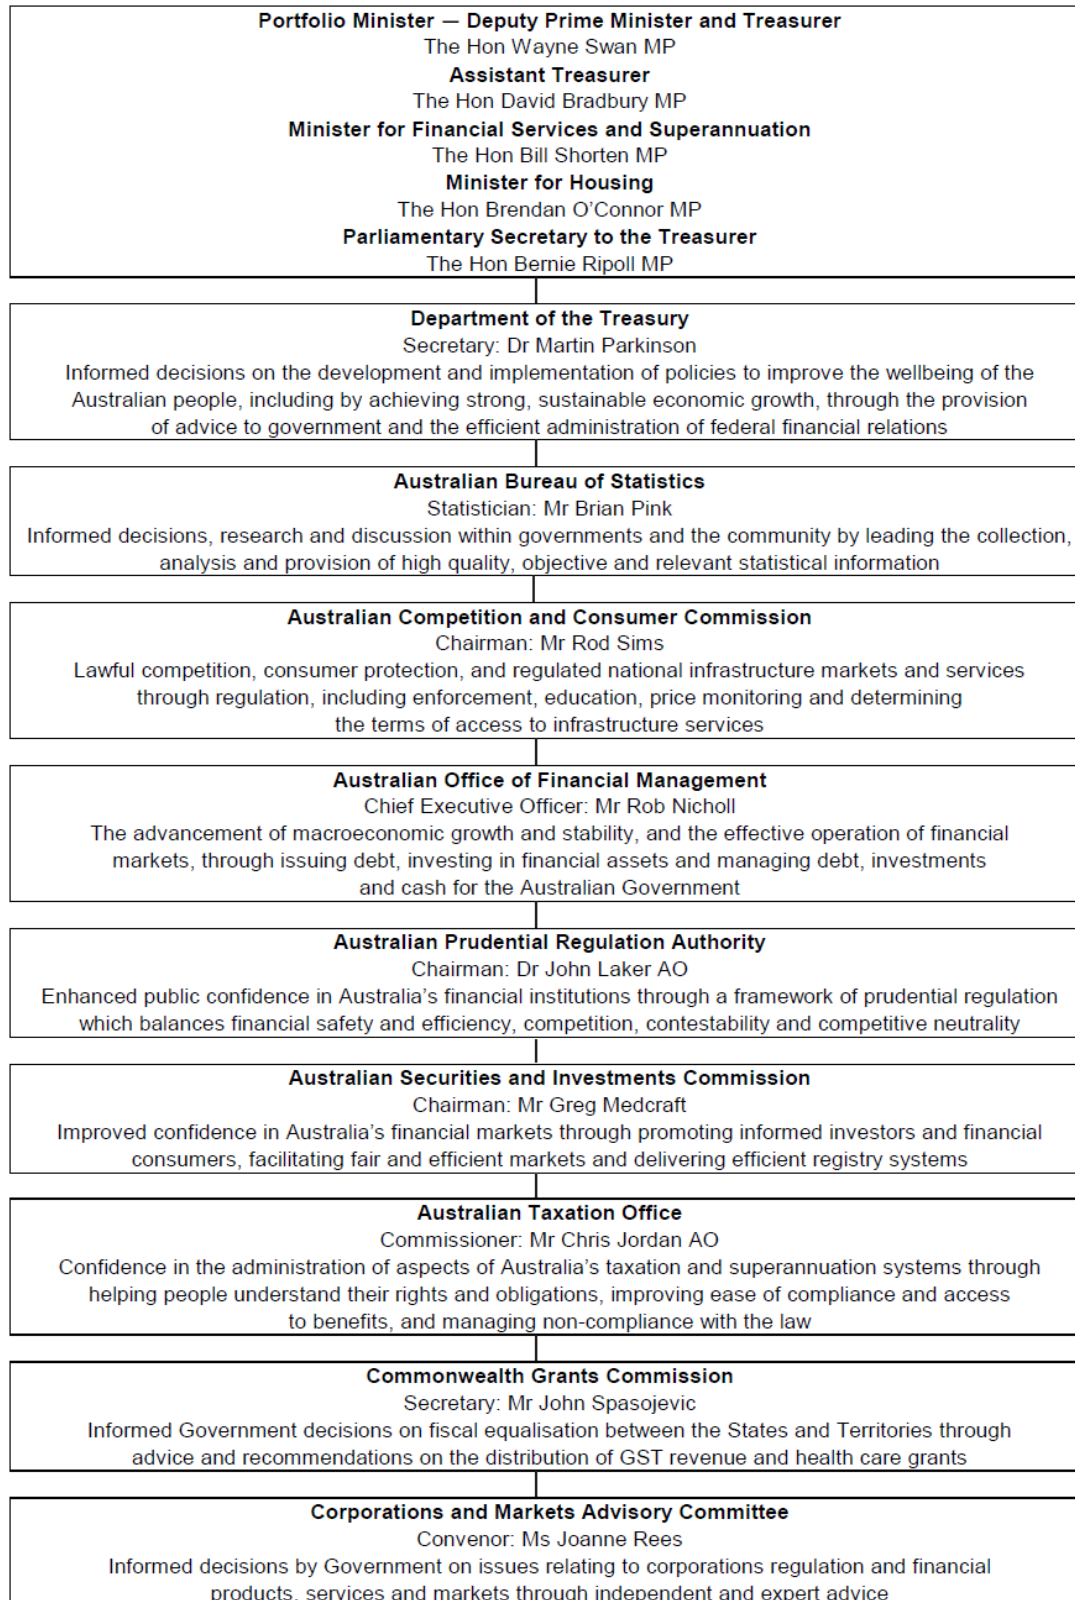 Portfolio Minister — Deputy Prime Minister and Treasurer
The Hon Wayne Swan MP
Assistant Treasurer
The Hon David Bradbury MP
Minister for Financial Services and Superannuation
The Hon Bill Shorten MP
Minister for Housing
The Hon Brendan O’Connor MP
Parliamentary Secretary to the Treasurer
The Hon Bernie Ripoll MP
Department of the Treasury
Secretary: Dr Martin Parkinson
Informed decisions on the development and implementation of policies to improve the wellbeing of the
Australian people, including by achieving strong, sustainable economic growth, through the provision
of advice to government and the efficient administration of federal financial relations
Australian Bureau of Statistics
Statistician: Mr Brian Pink
Informed decisions, research and discussion within governments and the community by leading the collection,
analysis and provision of high quality, objective and relevant statistical information
Australian Competition and Consumer Commission
Chairman: Mr Rod Sims
Lawful competition, consumer protection, and regulated national infrastructure markets and services
through regulation, including enforcement, education, price monitoring and determining
the terms of access to infrastructure services
Australian Office of Financial Management
Chief Executive Officer: Mr Rob Nicholl
The advancement of macroeconomic growth and stability, and the effective operation of financial
markets, through issuing debt, investing in financial assets and managing debt, investments
and cash for the Australian Government
Australian Prudential Regulation Authority
Chairman: Dr John Laker AO
Enhanced public confidence in Australia’s financial institutions through a framework of prudential regulation
which balances financial safety and efficiency, competition, contestability and competitive neutrality
Australian Securities and Investments Commission
Chairman: Mr Greg Medcraft
Improved confidence in Australia’s financial markets through promoting informed investors and financial
consumers, facilitating fair and efficient markets and delivering efficient registry systems
Australian Taxation Office
Commissioner: Mr Chris Jordan AO
Confidence in the administration of aspects of Australia’s taxation and superannuation systems through
helping people understand their rights and obligations, improving ease of compliance and access
to benefits, and managing non-compliance with the law
Commonwealth Grants Commission
Secretary: Mr John Spasojevic
Informed Government decisions on fiscal equalisation between the States and Territories through
advice and recommendations on the distribution of GST revenue and health care grants
Corporations and Markets Advisory Committee
Convenor: Ms Joanne Rees
Informed decisions by Government on issues relating to corporations regulation and financial
products, services and markets through independent and expert advice